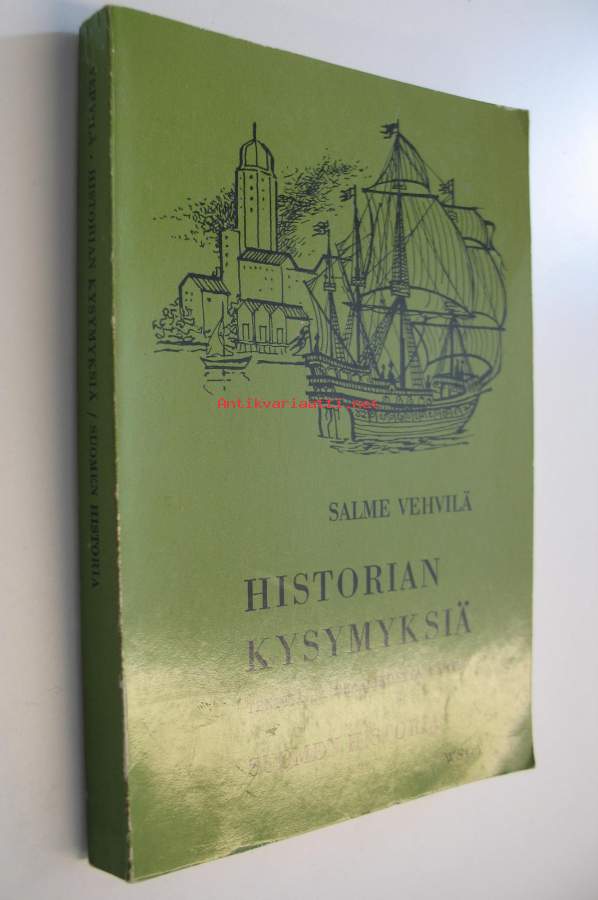 VEHVILÄ · HISTORIAN KYSYMYKSIÄ / SUOMEN HISTORIA
Antikvariaatti.net
SALME VEHVILÄ
HISTORIAN
KYSYMYKSIÄ
SUOMEN HISTORIA